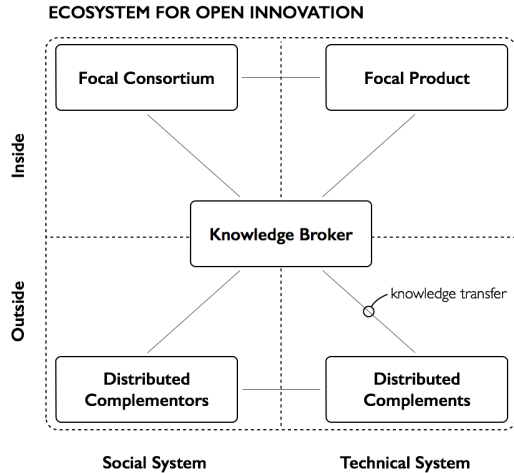 ECOSYSTEM FOR OPEN INNOVATION
Focal Consortium
Focal Product
Inside
Knowledge Broker
Outside
knowledge transfer
Distributed
Complementors
Distributed
Complements
Social System
Technical System